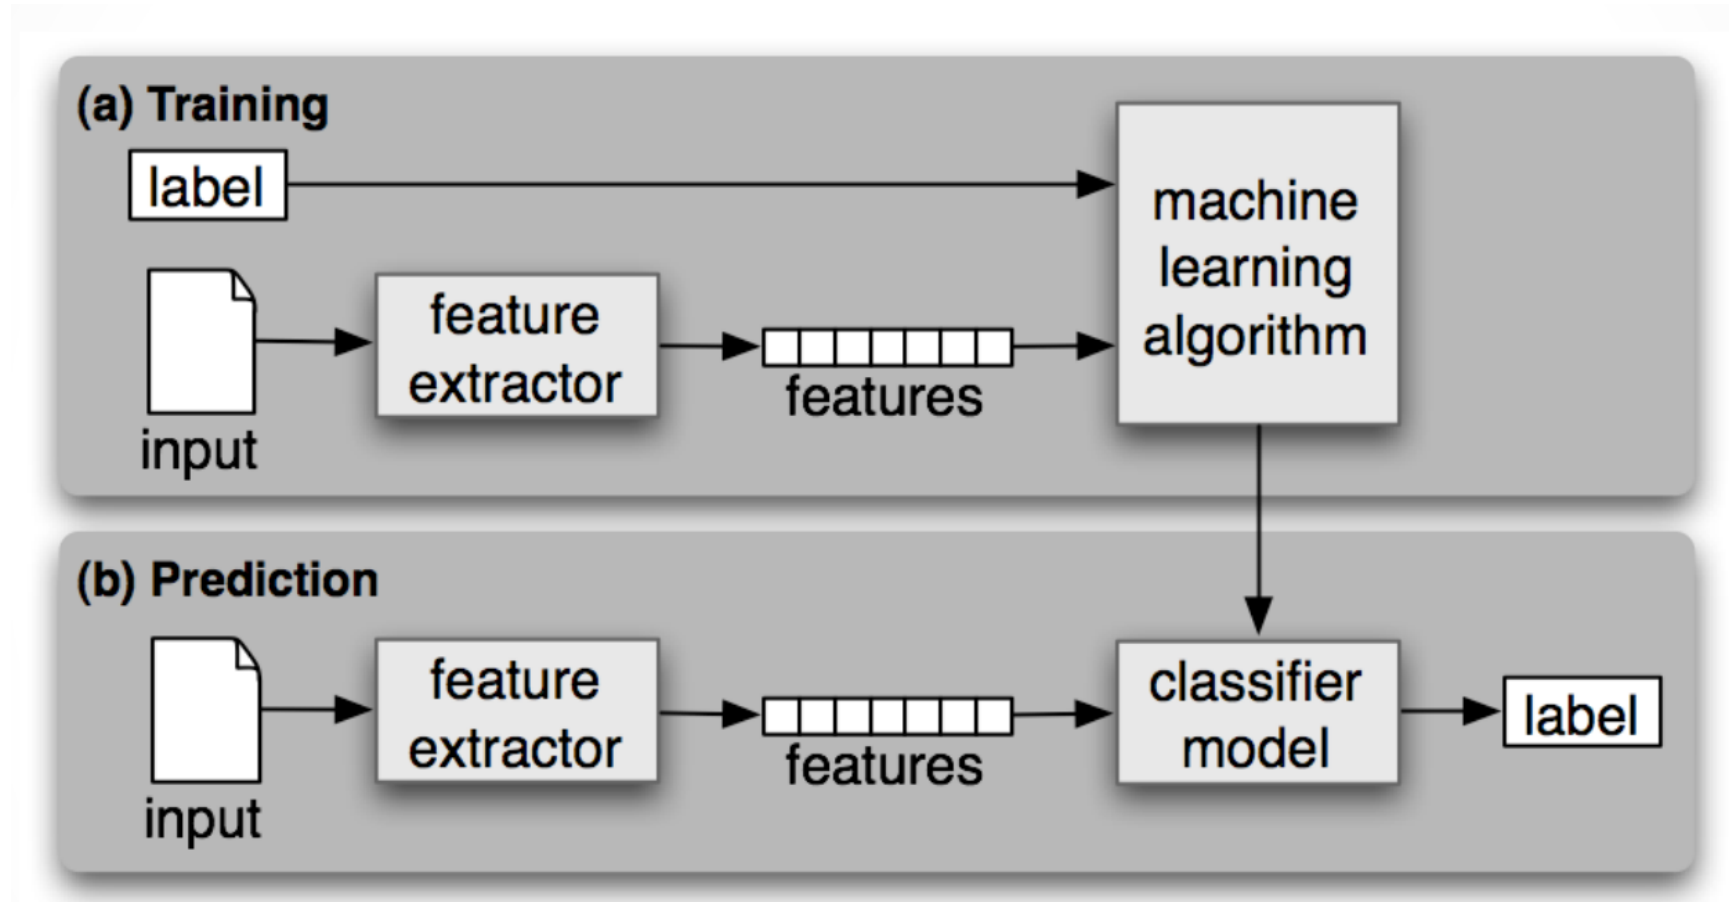 (a) Training
label
machine
learning
algorithm
feature
extractor
features
input
(b) Prediction
feature
extractor
features
classifier
model
label
input